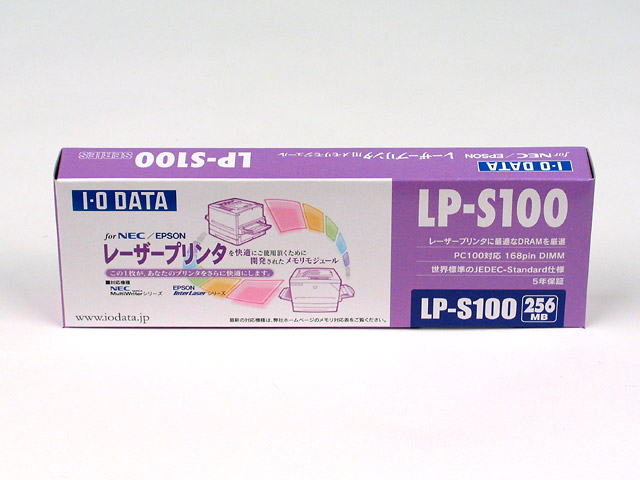 LP-S100 SERIES
for NEC/EPSON レーザープリンタ用メモリモジュール
I-O DATA
I-O DATA
for NEC/EPSON
レーザープリンタを快適にご使用頂くために
開発されたメモリモジュール
この1枚が、あなたのプリンタをさらに快適にします。
■対応機種
NEC MultiWriterシリーズ
EPSON InterLaserシリーズ
www.iodata.jp
最新の対応機種は、弊社ホームページのメモリ対応表をご覧ください。
LP-S100
レーザープリンタに最適なDRAMを厳選
PC100対応 168pin DIMM
世界標準のJEDEC-Standard仕様
5年保証
LP-S100 256 MB